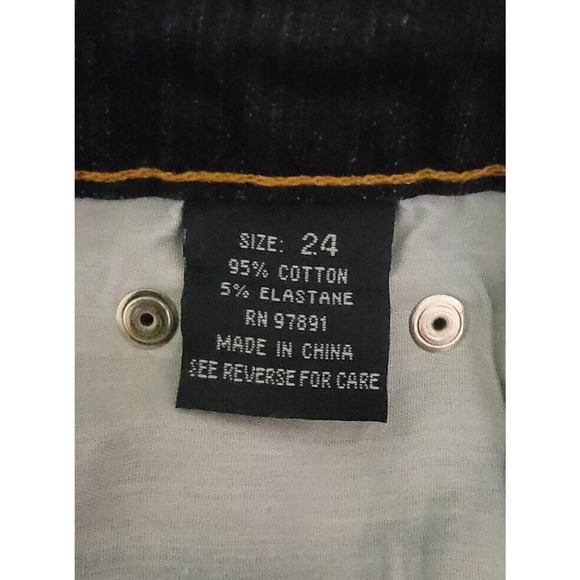 SIZE: 24
95% COTTON
5% ELASTANE
RN 97891
MADE IN CHINA
SEE REVERSE FOR CARE